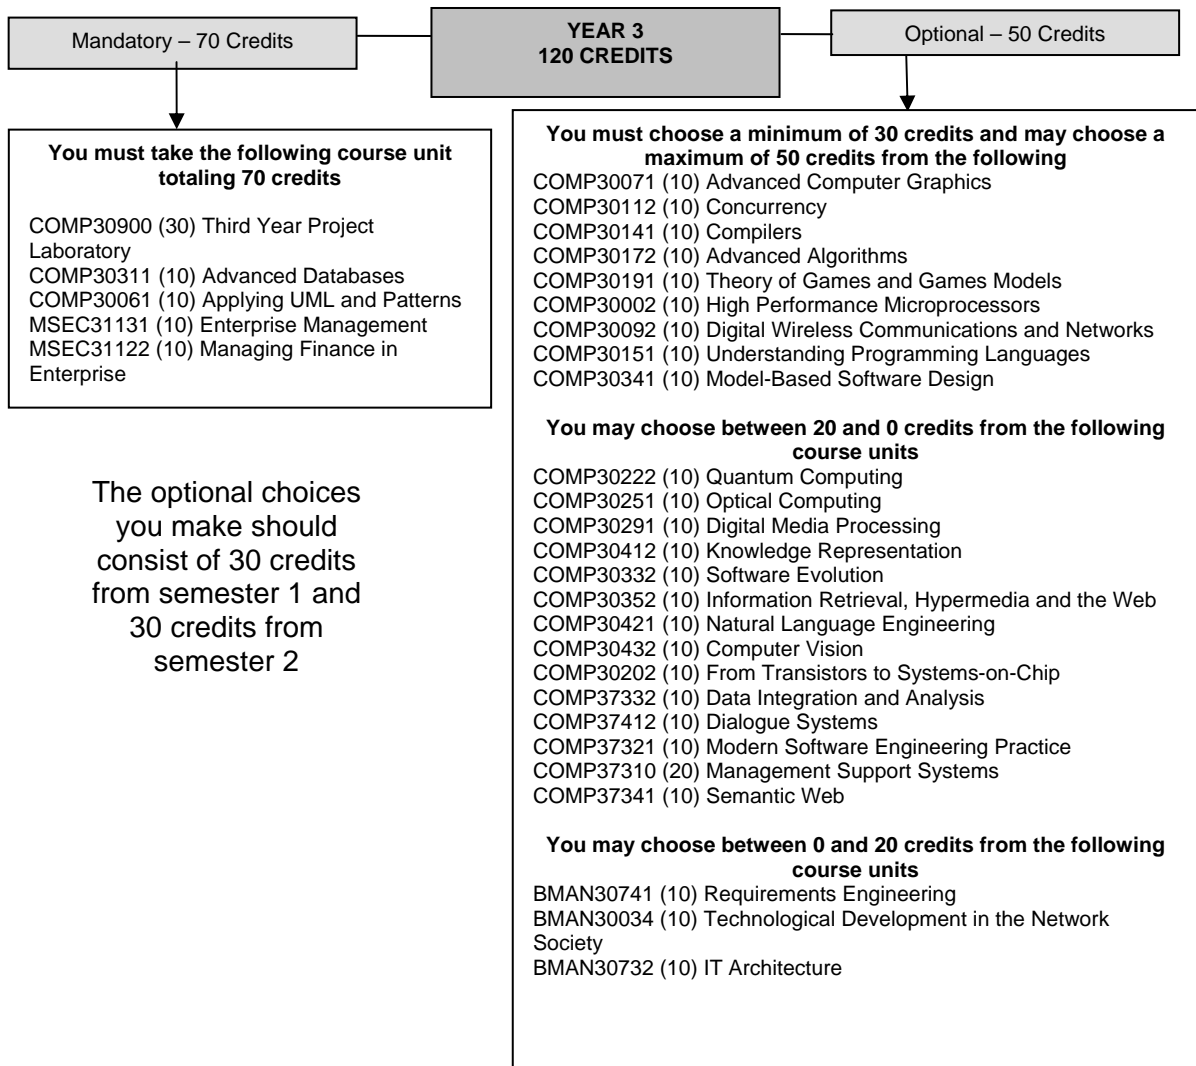 Mandatory – 70 Credits
YEAR 3
120 CREDITS
Optional – 50 Credits
You must take the following course unit
totaling 70 credits
COMP30900 (30) Third Year Project
Laboratory
COMP30311 (10) Advanced Databases
COMP30061 (10) Applying UML and Patterns
MSEC31131 (10) Enterprise Management
MSEC31122 (10) Managing Finance in
Enterprise
The optional choices
you make should
consist of 30 credits
from semester 1 and
30 credits from
semester 2
You must choose a minimum of 30 credits and may choose a
maximum of 50 credits from the following
COMP30071 (10) Advanced Computer Graphics
COMP30112 (10) Concurrency
COMP30141 (10) Compilers
COMP30172 (10) Advanced Algorithms
COMP30191 (10) Theory of Games and Games Models
COMP30002 (10) High Performance Microprocessors
COMP30092 (10) Digital Wireless Communications and Networks
COMP30151 (10) Understanding Programming Languages
COMP30341 (10) Model-Based Software Design
You may choose between 20 and 0 credits from the following
course units
COMP30222 (10) Quantum Computing
COMP30251 (10) Optical Computing
COMP30291 (10) Digital Media Processing
COMP30412 (10) Knowledge Representation
COMP30332 (10) Software Evolution
COMP30352 (10) Information Retrieval, Hypermedia and the Web
COMP30421 (10) Natural Language Engineering
COMP30432 (10) Computer Vision
COMP30202 (10) From Transistors to Systems-on-Chip
COMP37332 (10) Data Integration and Analysis
COMP37412 (10) Dialogue Systems
COMP37321 (10) Modern Software Engineering Practice
COMP37310 (20) Management Support Systems
COMP37341 (10) Semantic Web
You may choose between 0 and 20 credits from the following
course units
BMAN30741 (10) Requirements Engineering
BMAN30034 (10) Technological Development in the Network
Society
BMAN30732 (10) IT Architecture